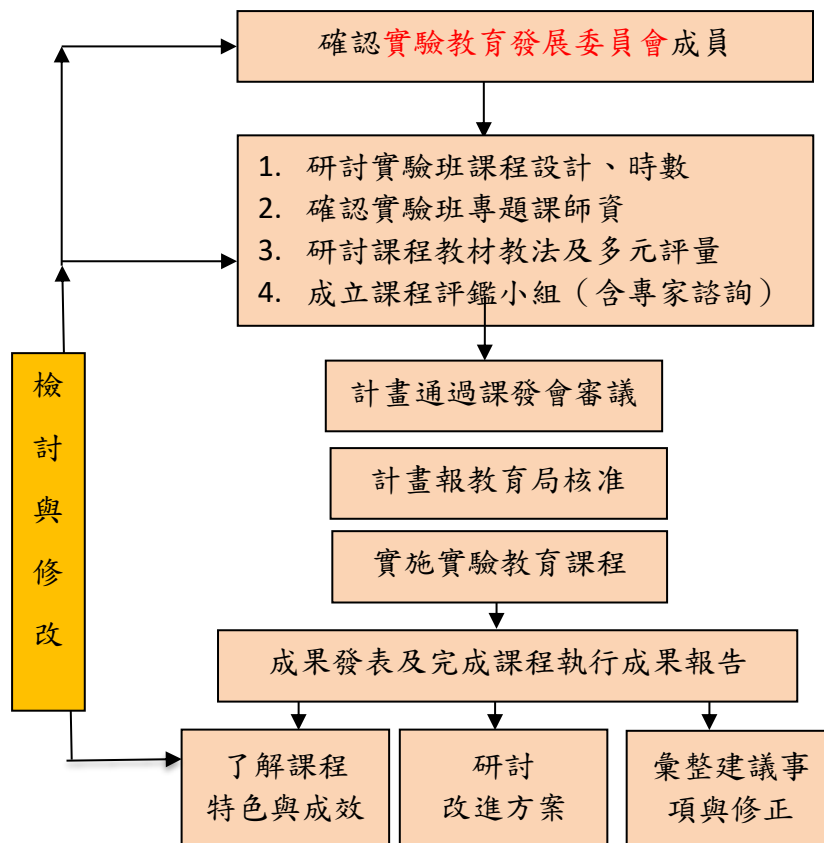 確認實驗教育發展委員會成員
1. 研討實驗班課程設計、時數
2. 確認實驗班專題課師資
3. 研討課程教材教法及多元評量
4. 成立課程評鑑小組（含專家諮詢）
計畫通過課發會審議
計畫報教育局核准
實施實驗教育課程
成果發表及完成課程執行成果報告
了解課程
特色與成效
研討
改進方案
彙整建議事
項與修正
檢
討
與
修
改